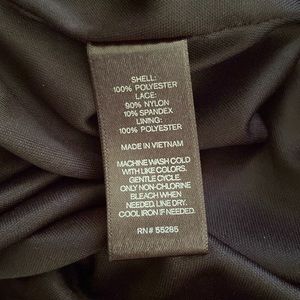 SHELL:
100% POLYESTER
LACE:
90% NYLON
10% SPANDEX
LINING:
100% POLYESTER
MADE IN VIETNAM
MACHINE WASH COLD
WITH LIKE COLORS.
GENTLE CYCLE.
ONLY NON-CHLORINE
BLEACH WHEN
NEEDED. LINE DRY.
COOL IRON IF NEEDED.
RN# 55285